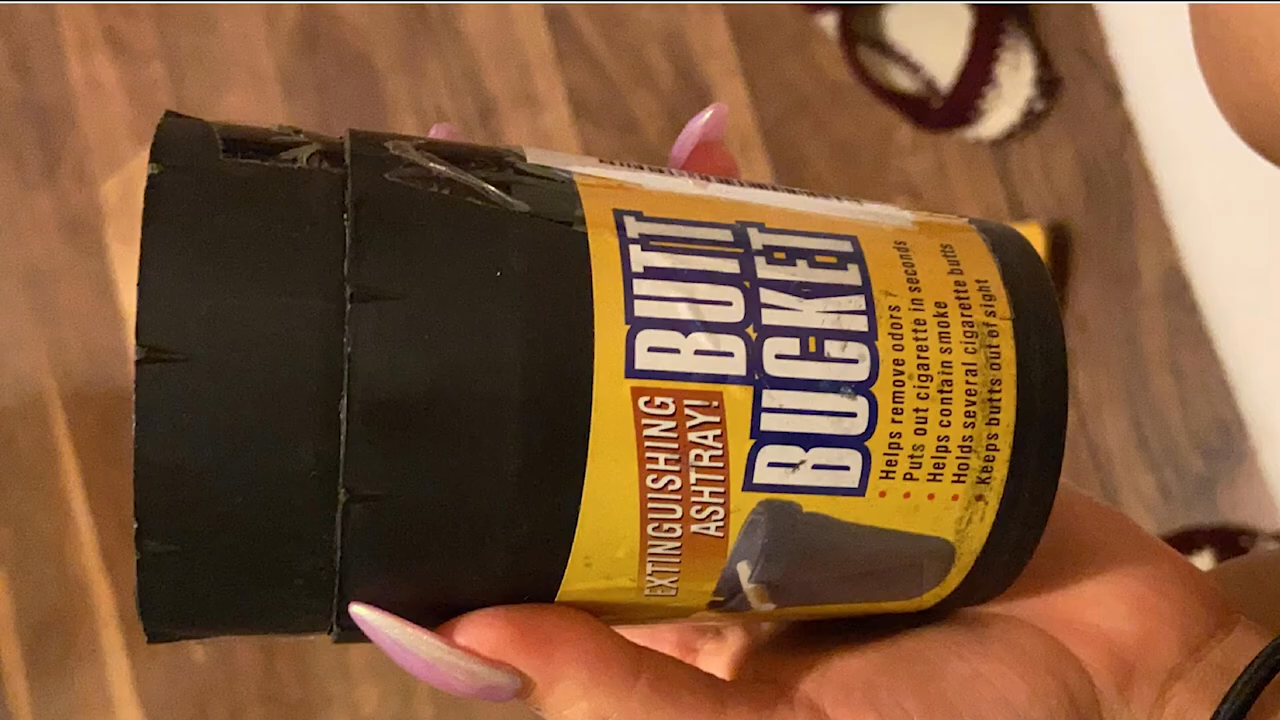 EXTINGUISHING
ASHTRAY!
BUTT
BUCKET
• Helps remove odors
• Puts out cigarette in seconds
• Helps contain smoke
• Holds several cigarette butts
• Keeps butts out of sight